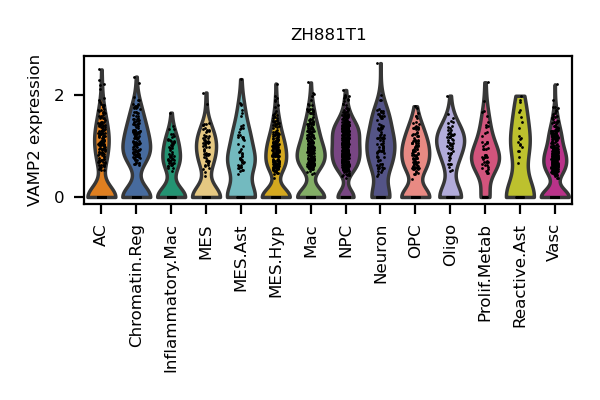 ZH881T1
VAMP2 expression
2
0
AC
Chromatin.Reg
Inflammatory.Mac
MES
MES.Ast
MES.Hyp
Mac
NPC
Neuron
OPC
Oligo
Prolif.Metab
Reactive.Ast
Vasc